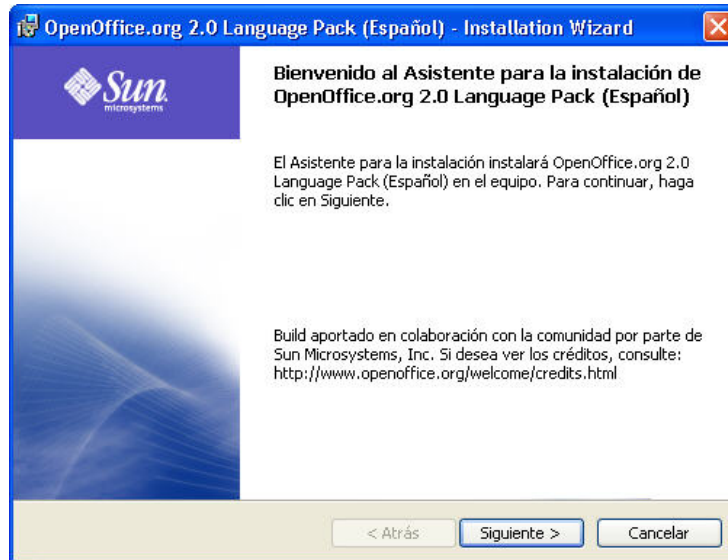 OpenOffice.org 2.0 Language Pack (Español) - Installation Wizard
Sun
microsystems
Bienvenido al Asistente para la instalación de
OpenOffice.org 2.0 Language Pack (Español)
El Asistente para la instalación instalará OpenOffice.org 2.0
Language Pack (Español) en el equipo. Para continuar, haga
clic en Siguiente.
Build aportado en colaboración con la comunidad por parte de
Sun Microsystems, Inc. Si desea ver los créditos, consulte:
http://www.openoffice.org/welcome/credits.html
< Atrás
Siguiente >
Cancelar